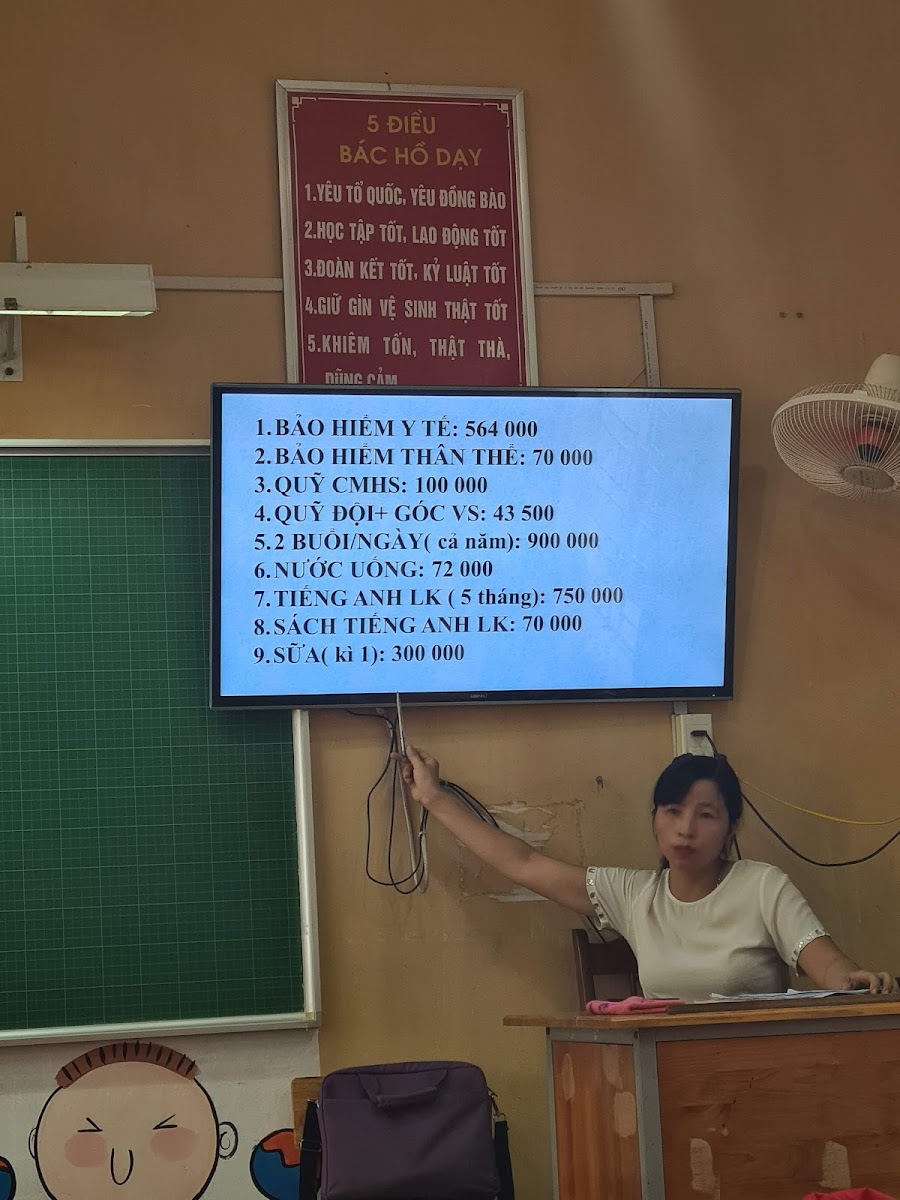 5 ĐIỀU
BÁC HỒ DẠY
1.YÊU TỔ QUỐC, YÊU ĐỒNG BÀO
2.HỌC TẬP TỐT, LAO ĐỘNG TỐT
3.ĐOÀN KẾT TỐT, KỶ LUẬT TỐT
4.GIỮ GÌN VỆ SINH THẬT TỐT
5.KHIÊM TỐN, THẬT THÀ,
DŨNG CẢM
1.BẢO HIỂM Y TẾ: 564 000
2.BẢO HIỂM THÂN THỂ: 70 000
3.QUỸ CMHS: 100 000
4.QUỸ ĐỘI+ GÓC VS: 43 500
5.2 BUỔI/NGÀY( cả năm): 900 000
6.NƯỚC UỐNG: 72 000
7.TIẾNG ANH LK ( 5 tháng): 750 000
8.SÁCH TIẾNG ANH LK: 70 000
9.SỮA( kì 1): 300 000